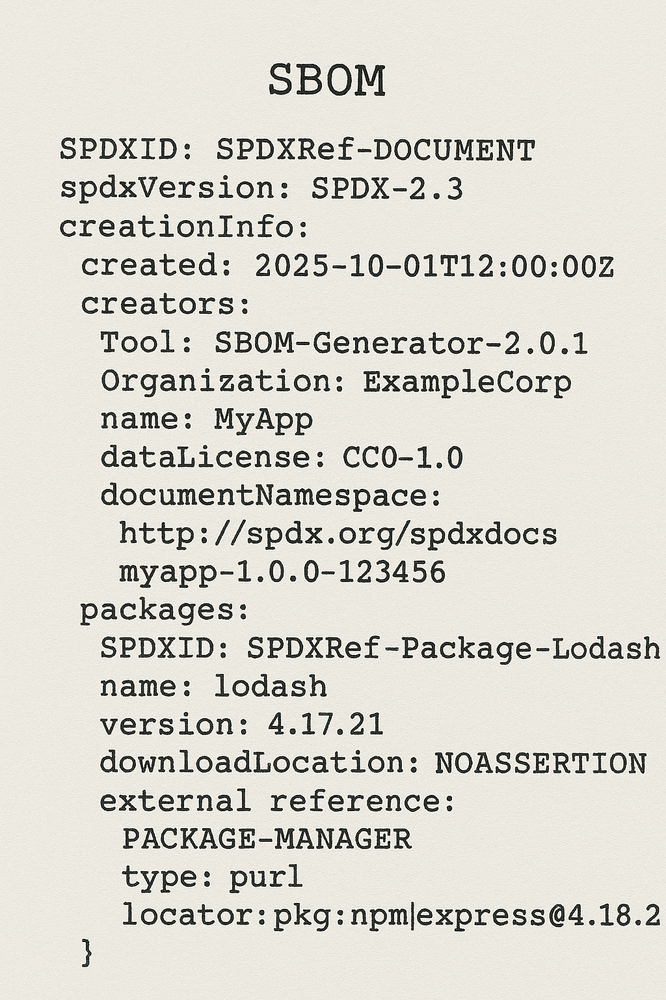 SBOM
SPDXID: SPDXRef-DOCUMENT
spdxVersion: SPDX-2.3
creationInfo:
created: 2025-10-01T12:00:00Z
creators:
Tool: SBOM-Generator-2.0.1
Organization: ExampleCorp
name: MyApp
dataLicense: CC0-1.0
documentNamespace:
http://spdx.org/spdxdocs
myapp-1.0.0-123456
packages:
SPDXID: SPDXRef-Package-Lodash
name: lodash
version: 4.17.21
downloadLocation: NOASSERTION
external reference:
PACKAGE-MANAGER
type: purl
locator:pkg:npm|express@4.18.2
}